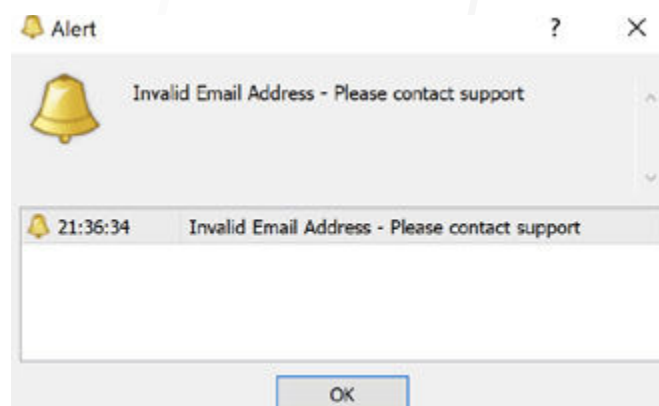 Alert
Invalid Email Address - Please contact support
21:36:34 Invalid Email Address - Please contact support
OK